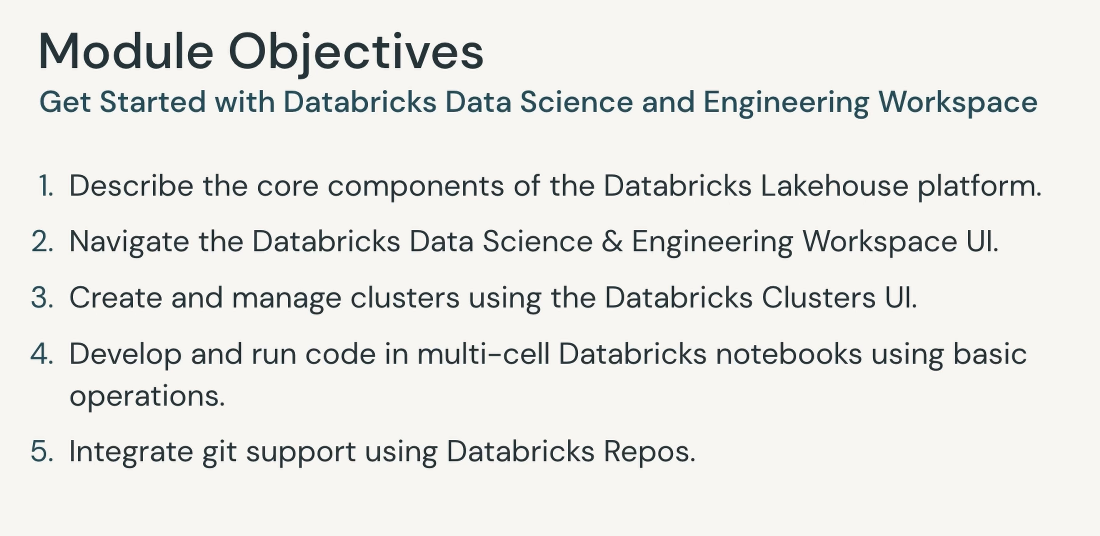 Module Objectives
Get Started with Databricks Data Science and Engineering Workspace
1. Describe the core components of the Databricks Lakehouse platform.
2. Navigate the Databricks Data Science & Engineering Workspace UI.
3. Create and manage clusters using the Databricks Clusters UI.
4. Develop and run code in multi-cell Databricks notebooks using basic
operations.
5. Integrate git support using Databricks Repos.